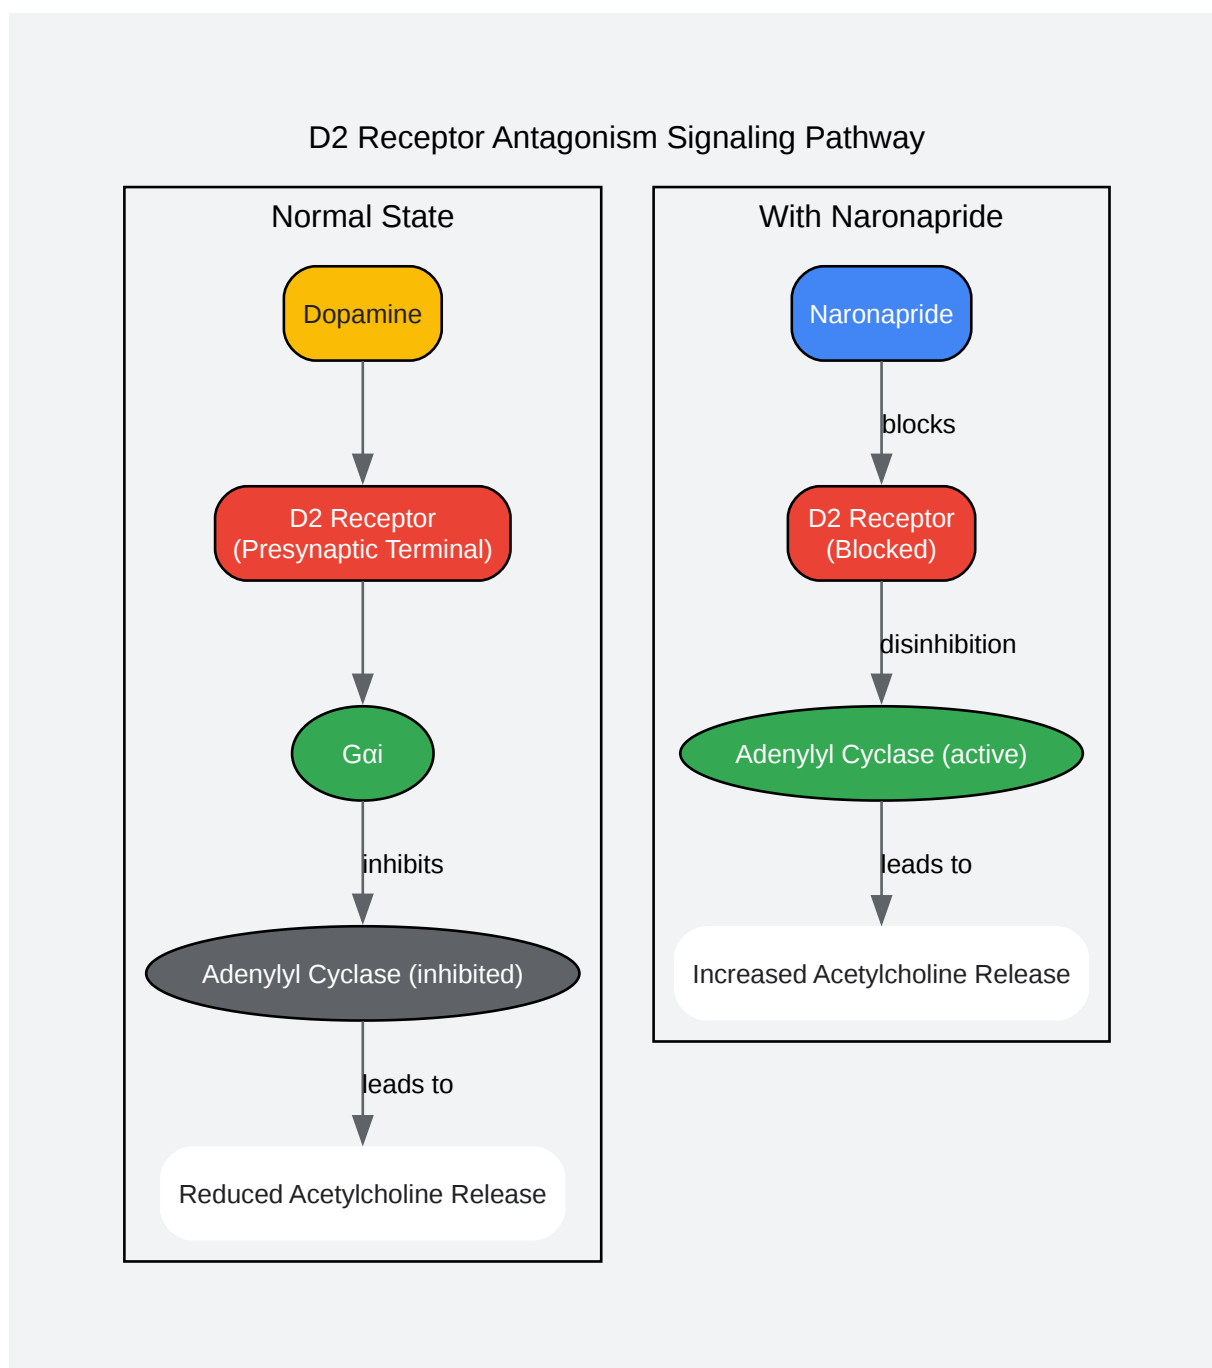 D2 Receptor Antagonism Signaling Pathway
Normal State
Dopamine
D2 Receptor
(Presynaptic Terminal)
Gαi
inhibits
Adenylyl Cyclase (inhibited)
leads to
Reduced Acetylcholine Release
With Naronapride
Naronapride
blocks
D2 Receptor
(Blocked)
disinhibition
Adenylyl Cyclase (active)
leads to
Increased Acetylcholine Release